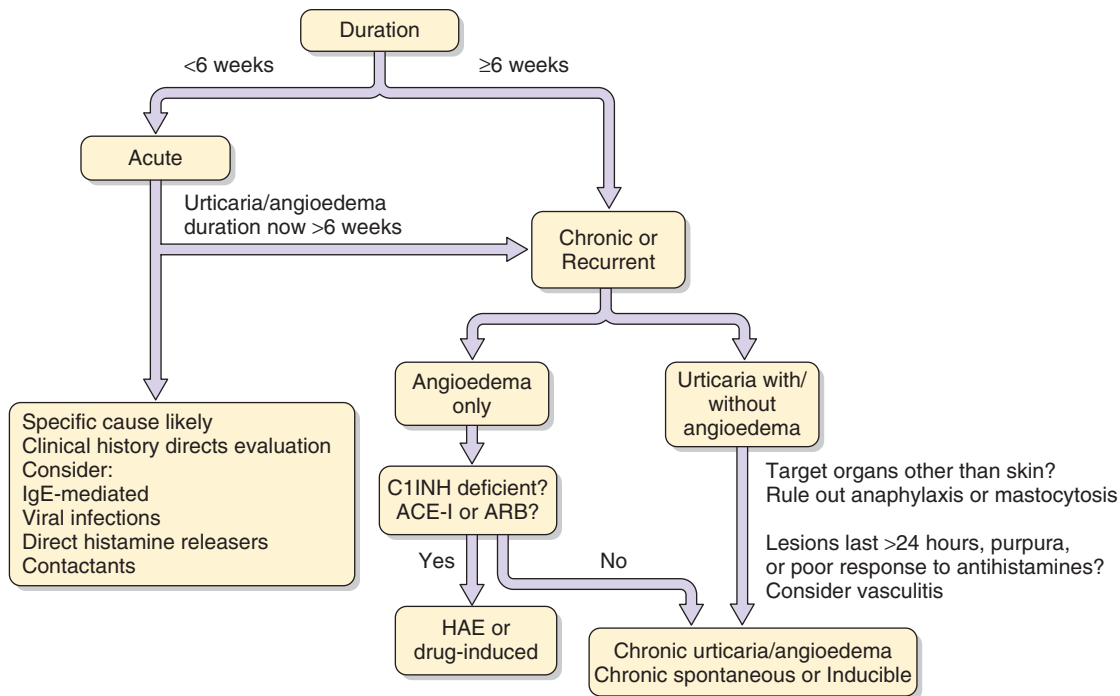 Duration
<6 weeks
≥6 weeks
Acute
Urticaria/angioedema
duration now >6 weeks
Chronic or
Recurrent
Angioedema
only
Urticaria with/
without
angioedema
Specific cause likely
Clinical history directs evaluation
Consider:
IgE-mediated
Viral infections
Direct histamine releasers
Contactants
C1INH deficient?
ACE-I or ARB?
Target organs other than skin?
Rule out anaphylaxis or mastocytosis
Lesions last >24 hours, purpura,
or poor response to antihistamines?
Consider vasculitis
Yes
No
HAE or
drug-induced
Chronic urticaria/angioedema
Chronic spontaneous or Inducible